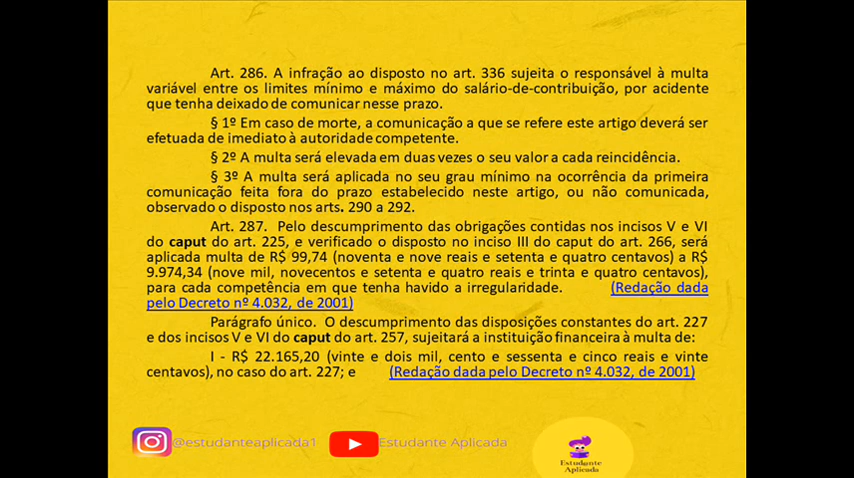 Art. 286. A infração ao disposto no art. 336 sujeita o responsável à multa
variável entre os limites mínimo e máximo do salário-de-contribuição, por acidente
que tenha deixado de comunicar nesse prazo.
§ 1º Em caso de morte, a comunicação a que se refere este artigo deverá ser
efetuada de imediato à autoridade competente.
§ 2º A multa será elevada em duas vezes o seu valor a cada reincidência.
§ 3º A multa será aplicada no seu grau mínimo na ocorrência da primeira
comunicação feita fora do prazo estabelecido neste artigo, ou não comunicada,
observado o disposto nos arts. 290 a 292.
Art. 287. Pelo descumprimento das obrigações contidas nos incisos V e VI
do caput do art. 225, e verificado o disposto no inciso III do caput do art. 266, será
aplicada multa de R$ 99,74 (noventa e nove reais e setenta e quatro centavos) a R$
9.974,34 (nove mil, novecentos e setenta e quatro reais e trinta e quatro centavos),
para cada competência em que tenha havido a irregularidade. (Redação dada
pelo Decreto nº 4.032, de 2001)
Parágrafo único. O descumprimento das disposições constantes do art. 227
e dos incisos V e VI do caput do art. 257, sujeitará a instituição financeira à multa de:
I - R$ 22.165,20 (vinte e dois mil, cento e sessenta e cinco reais e vinte
centavos), no caso do art. 227; e (Redação dada pelo Decreto nº 4.032, de 2001)
@estudanteaplicada1 Estudante Aplicada
Estudante
Aplicada